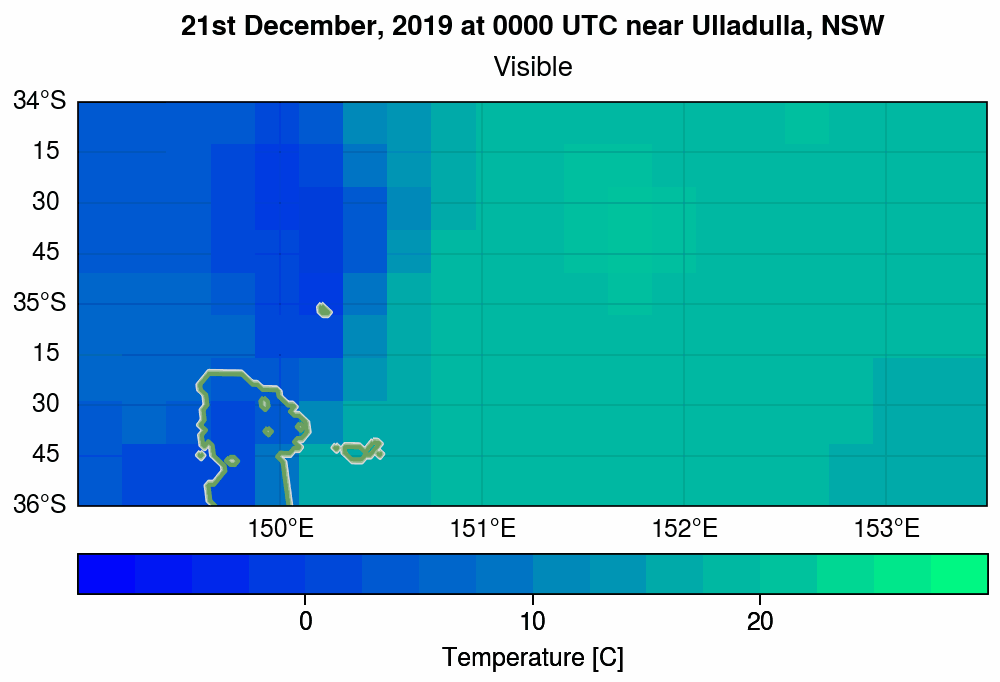 21st December, 2019 at 0000 UTC near Ulladulla, NSW
Visible
34°S
15
30
45
35°S
15
30
45
36°S
150°E 151°E 152°E 153°E
0 10 20
Temperature [C]